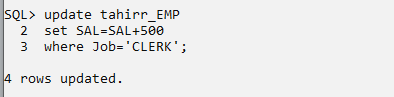 SQL> update tahirr_EMP
2 set SAL=SAL+500
3 where Job='CLERK';
4 rows updated.